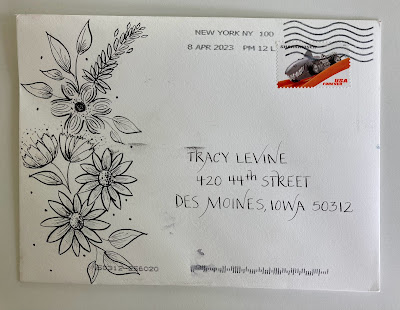 NEW YORK NY 100
8 APR 2023 PM 12 L
USA
FOREVER
TRACY LEVINE
420 44th STREET
DES MOINES, IOWA 50312